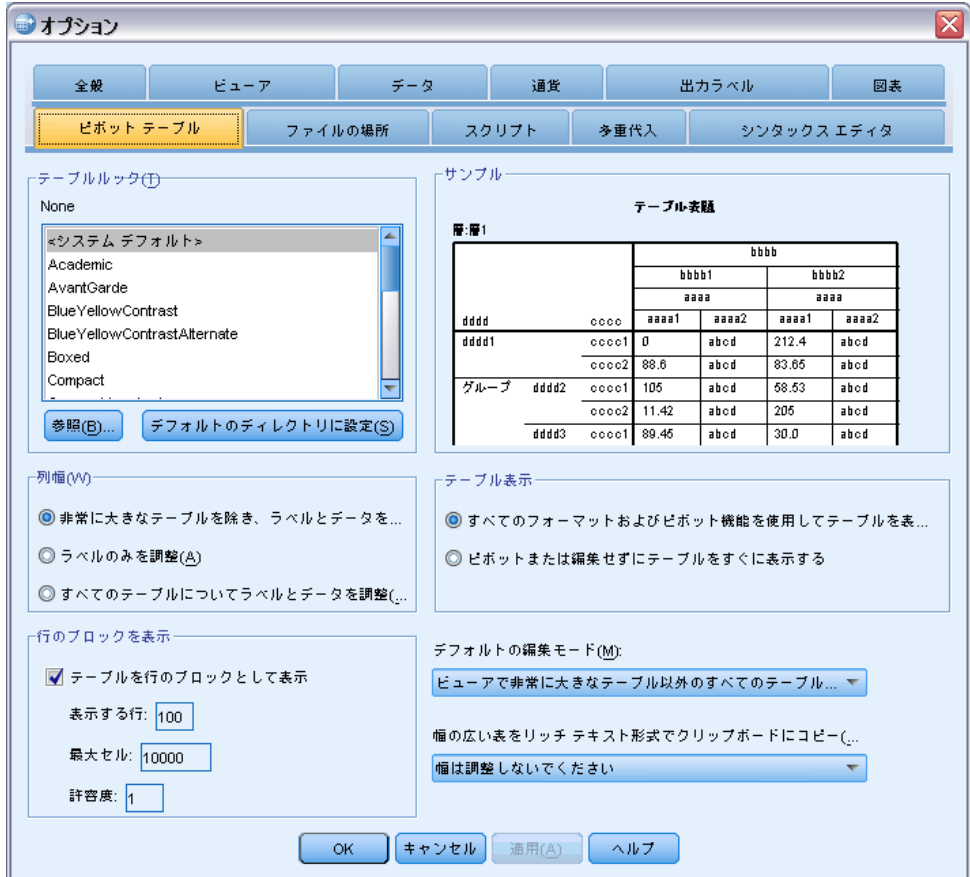 オプション
全般 ビューア データ 通貨 出力ラベル 図表
ピボット テーブル ファイルの場所 スクリプト 多重代入 シンタックス エディタ
テーブルルック(T)
None
<システム デフォルト>
Academic
AvantGarde
BlueYellowContrast
BlueYellowContrastAlternate
Boxed
Compact
参照(B)... デフォルトのディレクトリに設定(S)
サンプル
テーブル表題
層:層1
bbbb
bbbb1 bbbb2
aaaa aaaa
dddd cccc aaaa1 aaaa2 aaaa1 aaaa2
dddd1 cccc1 0 abcd 212.4 abcd
cccc2 88.6 abcd 83.65 abcd
グループ dddd2 cccc1 105 abcd 58.53 abcd
cccc2 11.42 abcd 205 abcd
dddd3 cccc1 89.45 abcd 30.0 abcd
列幅(W)
非常に大きなテーブルを除き、ラベルとデータを...
ラベルのみを調整(A)
すべてのテーブルについてラベルとデータを調整(...
テーブル表示
すべてのフォーマットおよびピボット機能を使用してテーブルを表...
ピボットまたは編集せずにテーブルをすぐに表示する
行のブロックを表示
テーブルを行のブロックとして表示
表示する行: 100
最大セル: 10000
許容度: 1
デフォルトの編集モード(M):
ビューアで非常に大きなテーブル以外のすべてのテーブル...
幅の広い表をリッチ テキスト形式でクリップボードにコピー(...
幅は調整しないでください
OK キャンセル 適用(A) ヘルプ